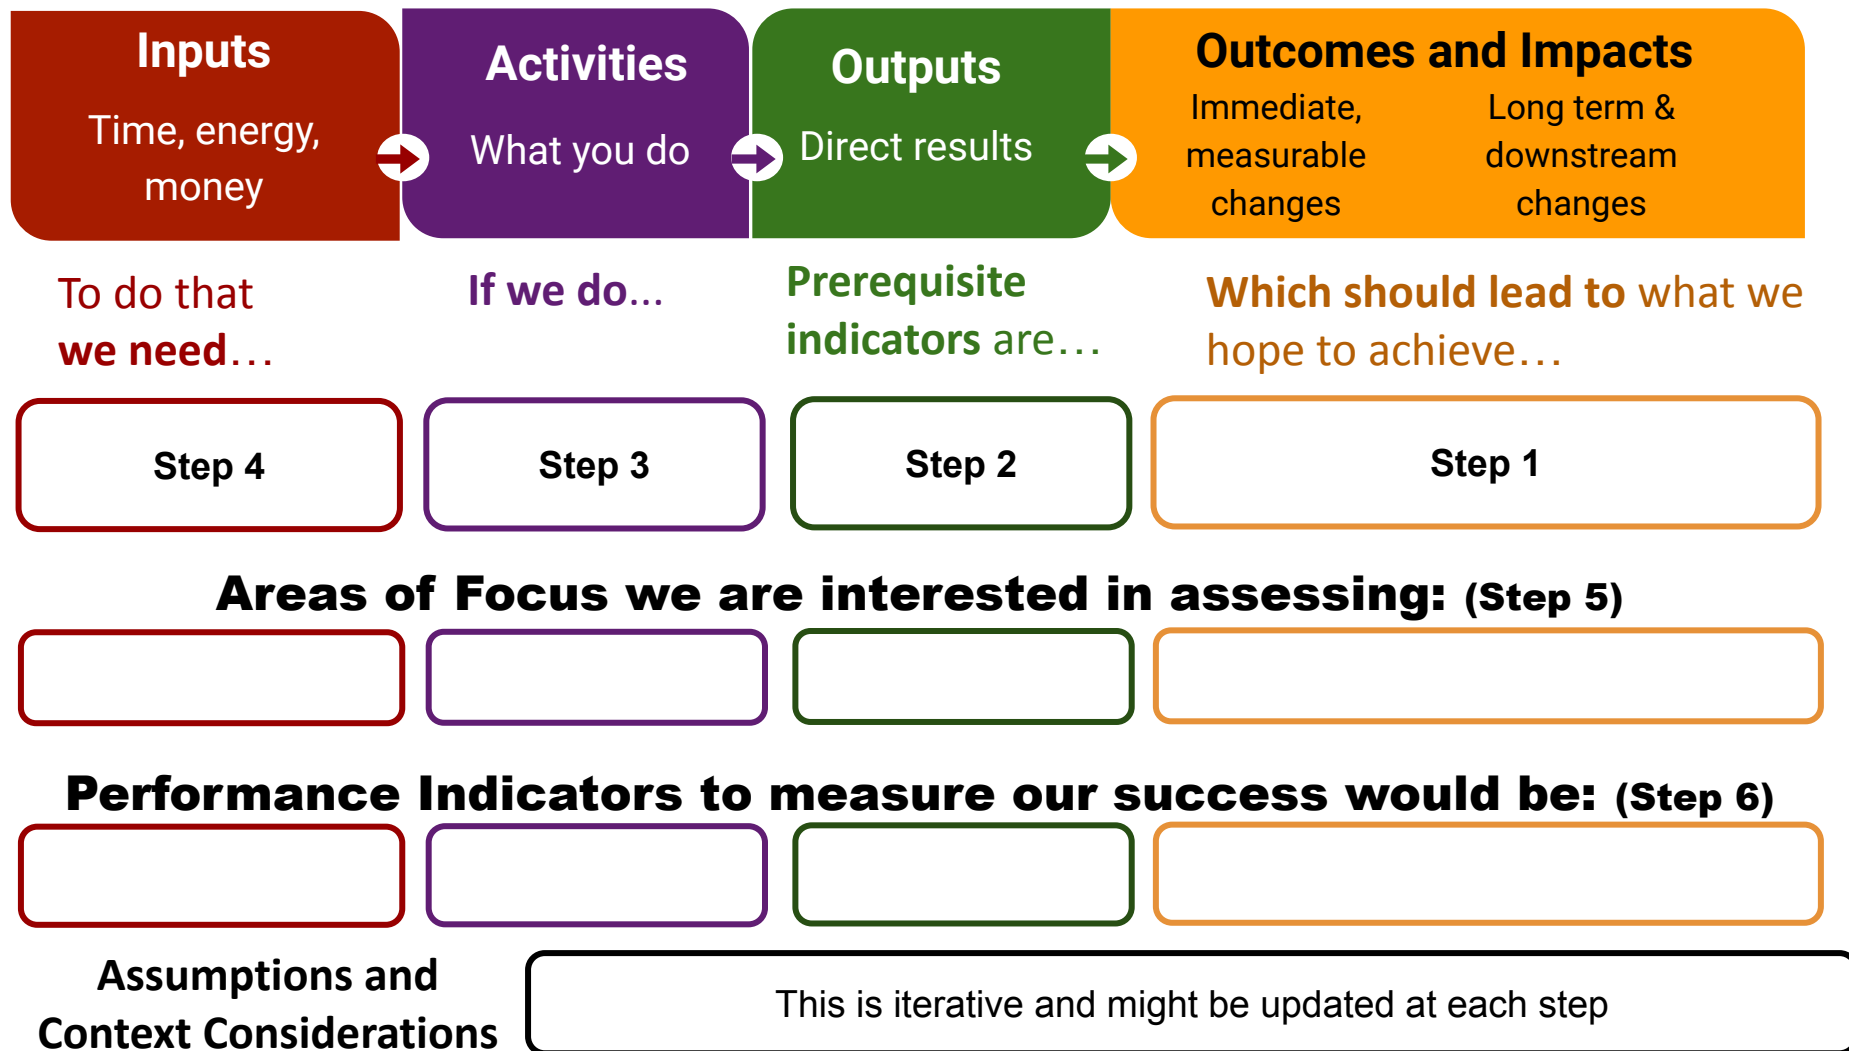 Inputs
Time, energy,
money
Activities
What you do
Outputs
Direct results
Outcomes and Impacts
Immediate,
measurable
changes
Long term &
downstream
changes
To do that
we need...
If we do...
Prerequisite
indicators are...
Which should lead to what we
hope to achieve...
Step 4
Step 3
Step 2
Step 1
Areas of Focus we are interested in assessing: (Step 5)
Performance Indicators to measure our success would be: (Step 6)
Assumptions and
Context Considerations
This is iterative and might be updated at each step